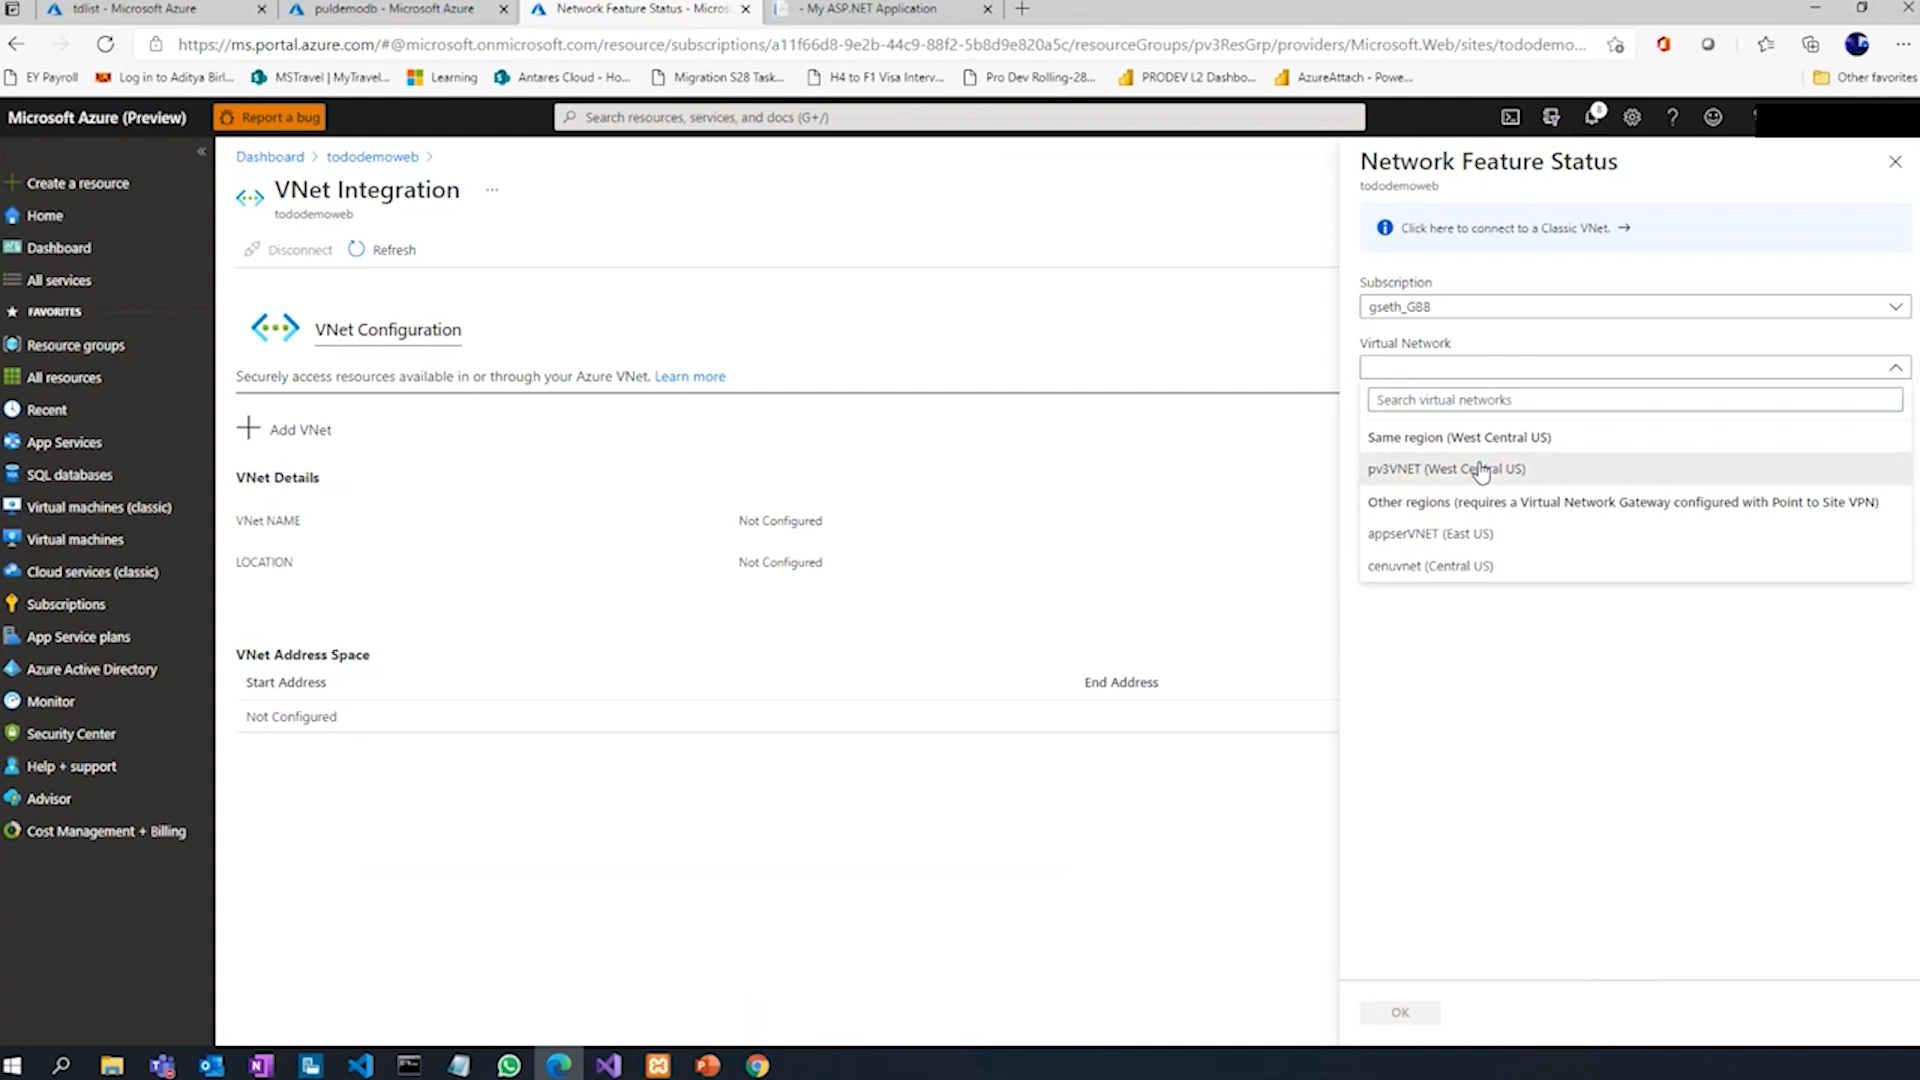 tdlist - Microsoft Azure
puldemodb - Microsoft Azure
Network Feature Status - Micros
- My ASP.NET Application
https://ms.portal.azure.com/#@microsoft.onmicrosoft.com/resource/subscriptions/a11f66d8-9e2b-44c9-88f2-5b8d9e820a5c/resourceGroups/pv3ResGrp/providers/Microsoft.Web/sites/tododemo...
EY Payroll
Log in to Aditya Birl...
MSTravel | MyTravel...
Learning
Antares Cloud - Ho...
Migration S28 Task...
H4 to F1 Visa Interv...
Pro Dev Rolling-28...
PRODEV L2 Dashbo...
AzureAttach - Powe...
Other favorites
Microsoft Azure (Preview)
Report a bug
Search resources, services, and docs (G+/)
Create a resource
Home
Dashboard
All services
FAVORITES
Resource groups
All resources
Recent
App Services
SQL databases
Virtual machines (classic)
Virtual machines
Cloud services (classic)
Subscriptions
App Service plans
Azure Active Directory
Monitor
Security Center
Help + support
Advisor
Cost Management + Billing
Dashboard > tododemoweb >
VNet Integration ...
tododemoweb
Disconnect
Refresh
VNet Configuration
Securely access resources available in or through your Azure VNet. Learn more
Add VNet
VNet Details
VNet NAME
Not Configured
LOCATION
Not Configured
VNet Address Space
Start Address
End Address
Not Configured
Network Feature Status
tododemoweb
Click here to connect to a Classic VNet. →
Subscription
gseth_GBB
Virtual Network
Search virtual networks
Same region (West Central US)
pv3VNET (West Central US)
Other regions (requires a Virtual Network Gateway configured with Point to Site VPN)
appserVNET (East US)
cenuvnet (Central US)
OK